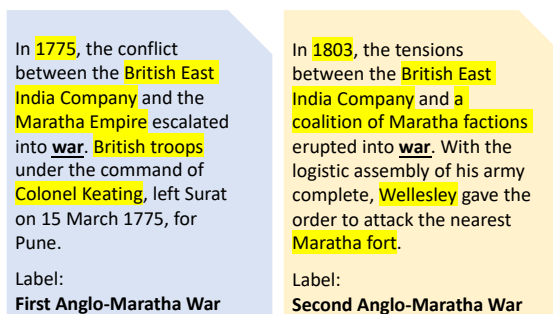 In 1775, the conflict
between the British East
India Company and the
Maratha Empire escalated
into war. British troops
under the command of
Colonel Keating, left Surat
on 15 March 1775, for
Pune.
Label:
First Anglo-Maratha War
In 1803, the tensions
between the British East
India Company and a
coalition of Maratha factions
erupted into war. With the
logistic assembly of his army
complete, Wellesley gave the
order to attack the nearest
Maratha fort.
Label:
Second Anglo-Maratha War